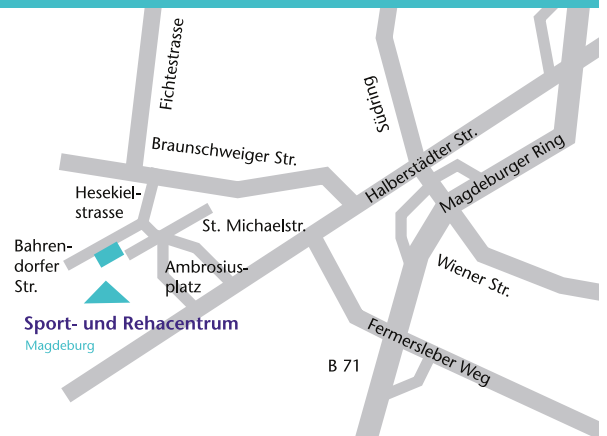 Fichtestrasse
Südring
Braunschweiger Str.
Halberstädter Str.
Magdeburger Ring
Hesekiel-
strasse
St. Michaelstr.
Bahren-
dorfer
Str.
Ambrosius-
platz
Wiener Str.
Sport- und Rehacentrum
Magdeburg
Fermersleber Weg
B 71